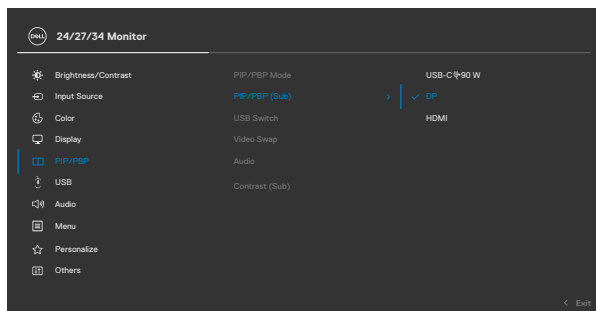 DELL 24/27/34 Monitor
Brightness/Contrast PIP/PBP Mode USB-C 90 W
Input Source PIP/PBP (Sub) DP
Color USB Switch HDMI
Display Video Swap
PIP/PBP Audio
USB Contrast (Sub)
Audio
Menu
Personalize
Others
Exit